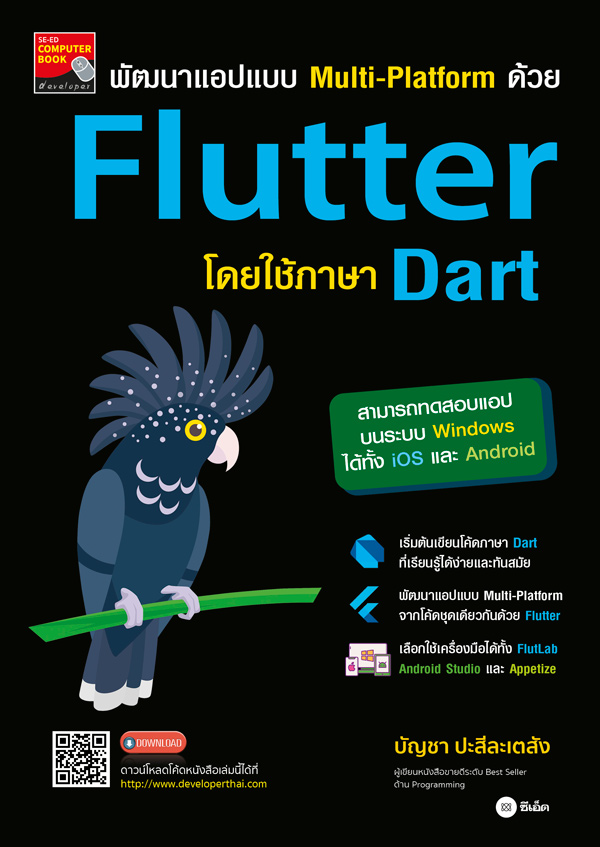 SE-ED
COMPUTER
BOOK
developer
พัฒนาแอปแบบ Multi-Platform ด้วย
Flutter
โดยใช้ภาษา Dart
สามารถทดสอบแอป
บนระบบ Windows
ได้ทั้ง iOS และ Android
เริ่มต้นเขียนโค้ดภาษา Dart
ที่เรียนรู้ได้ง่ายและทันสมัย
พัฒนาแอปแบบ Multi-Platform
จากโค้ดชุดเดียวกันด้วย Flutter
เลือกใช้เครื่องมือได้ทั้ง FlutLab
Android Studio และ Appetize
DOWNLOAD
ดาวน์โหลดโค้ดหนังสือเล่มนี้ได้ที่
http://www.developerthai.com
บัญชา ปะสีละเตสัง
ผู้เขียนหนังสือขายดีระดับ Best Seller
ด้าน Programming
ซีเอ็ด